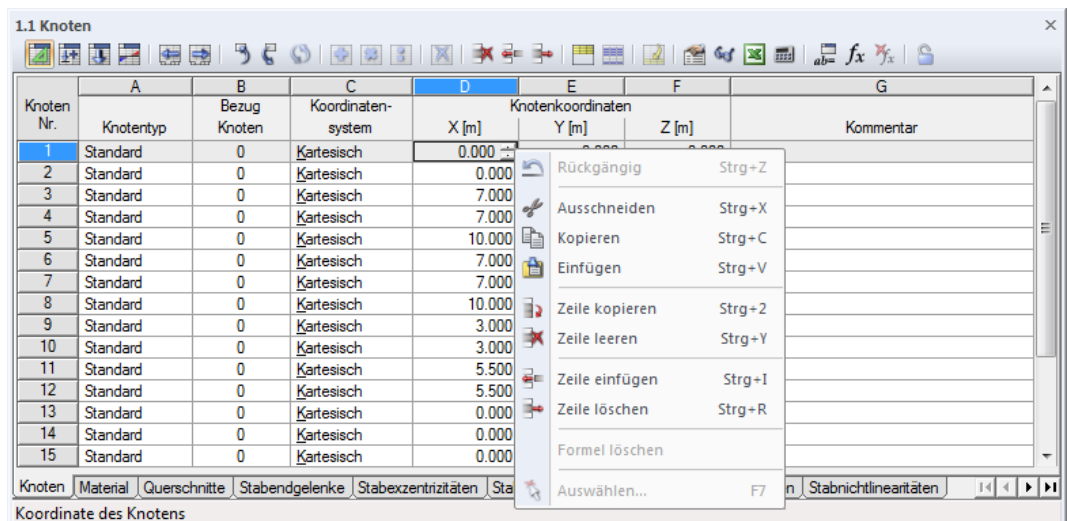 1.1 Knoten
A B C D E F G
Knoten Nr. Knotentyp Bezug Knoten Koordinaten-system Knotenkoordinaten X [m] Y [m] Z [m] Kommentar
1 Standard 0 Kartesisch 0.000 0.000 0.000
2 Standard 0 Kartesisch 0.000
3 Standard 0 Kartesisch 7.000
4 Standard 0 Kartesisch 7.000
5 Standard 0 Kartesisch 10.000
6 Standard 0 Kartesisch 7.000
7 Standard 0 Kartesisch 7.000
8 Standard 0 Kartesisch 10.000
9 Standard 0 Kartesisch 3.000
10 Standard 0 Kartesisch 3.000
11 Standard 0 Kartesisch 5.500
12 Standard 0 Kartesisch 5.500
13 Standard 0 Kartesisch 0.000
14 Standard 0 Kartesisch 0.000
15 Standard 0 Kartesisch 0.000
Rückgängig Strg+Z
Ausschneiden Strg+X
Kopieren Strg+C
Einfügen Strg+V
Zeile kopieren Strg+2
Zeile leeren Strg+Y
Zeile einfügen Strg+I
Zeile löschen Strg+R
Formel löschen
Auswählen... F7
Knoten Material Querschnitte Stabendgelenke Stabexzentrizitäten Sta n Stabnichtlinearitäten
Koordinate des Knotens